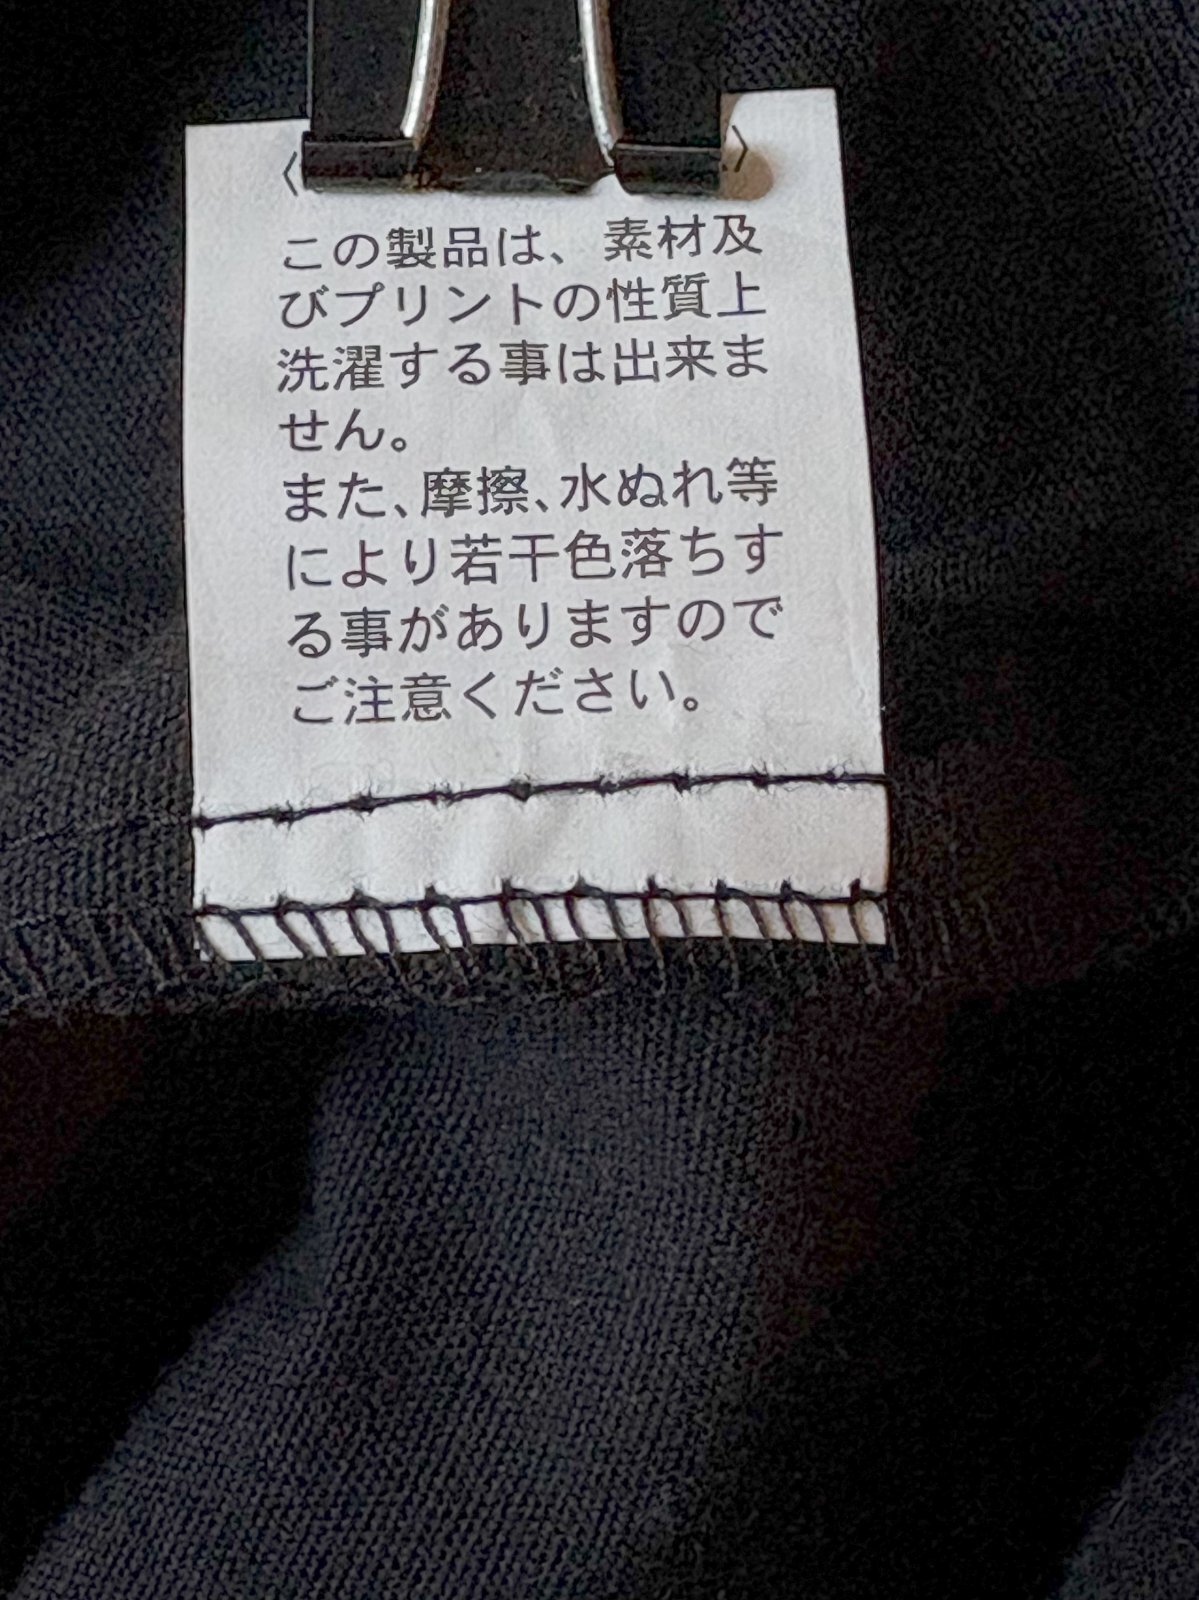 〈 〉
この製品は、素材及
びプリントの性質上
洗濯する事は出来ま
せん。
また、摩擦、水ぬれ等
により若干色落ちす
る事がありますので
ご注意ください。